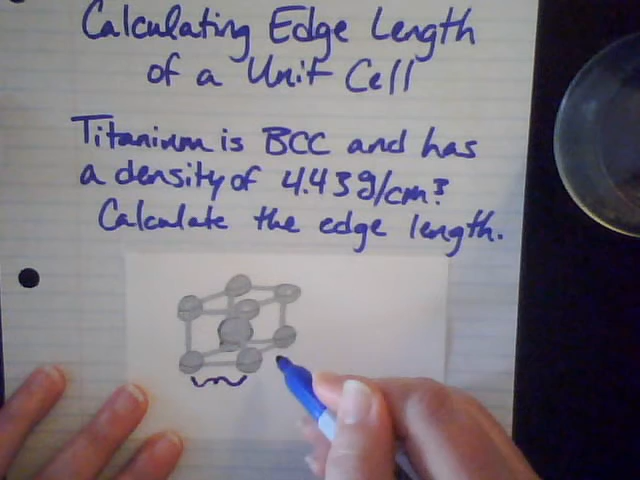 Calculating Edge Length
of a Unit Cell
Titanium is BCC and has
a density of 4.43 g/cm³.
Calculate the edge length.